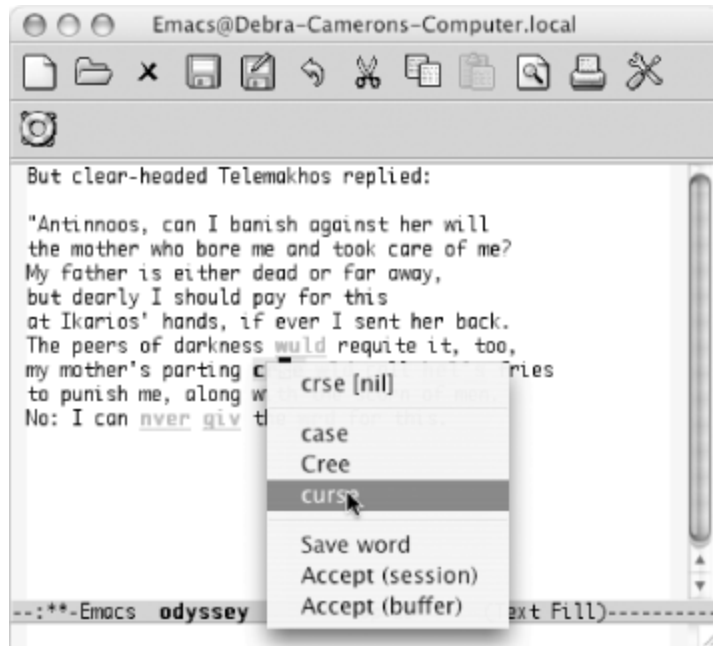 Emacs@Debra-Camerons-Computer.local
But clear-headed Telemakhos replied:
"Antinnoos, can I banish against her will
the mother who bore me and took care of me?
My father is either dead or far away,
but dearly I should pay for this
at Ikarios' hands, if ever I sent her back.
The peers of darkness wuld requite it, too,
my mother's parting fries
to punish me, along
No: I can nver giv
crse [nil]
case
Cree
curse
Save word
Accept (session)
Accept (buffer)
--:**-Emacs odyssey Fill)----------